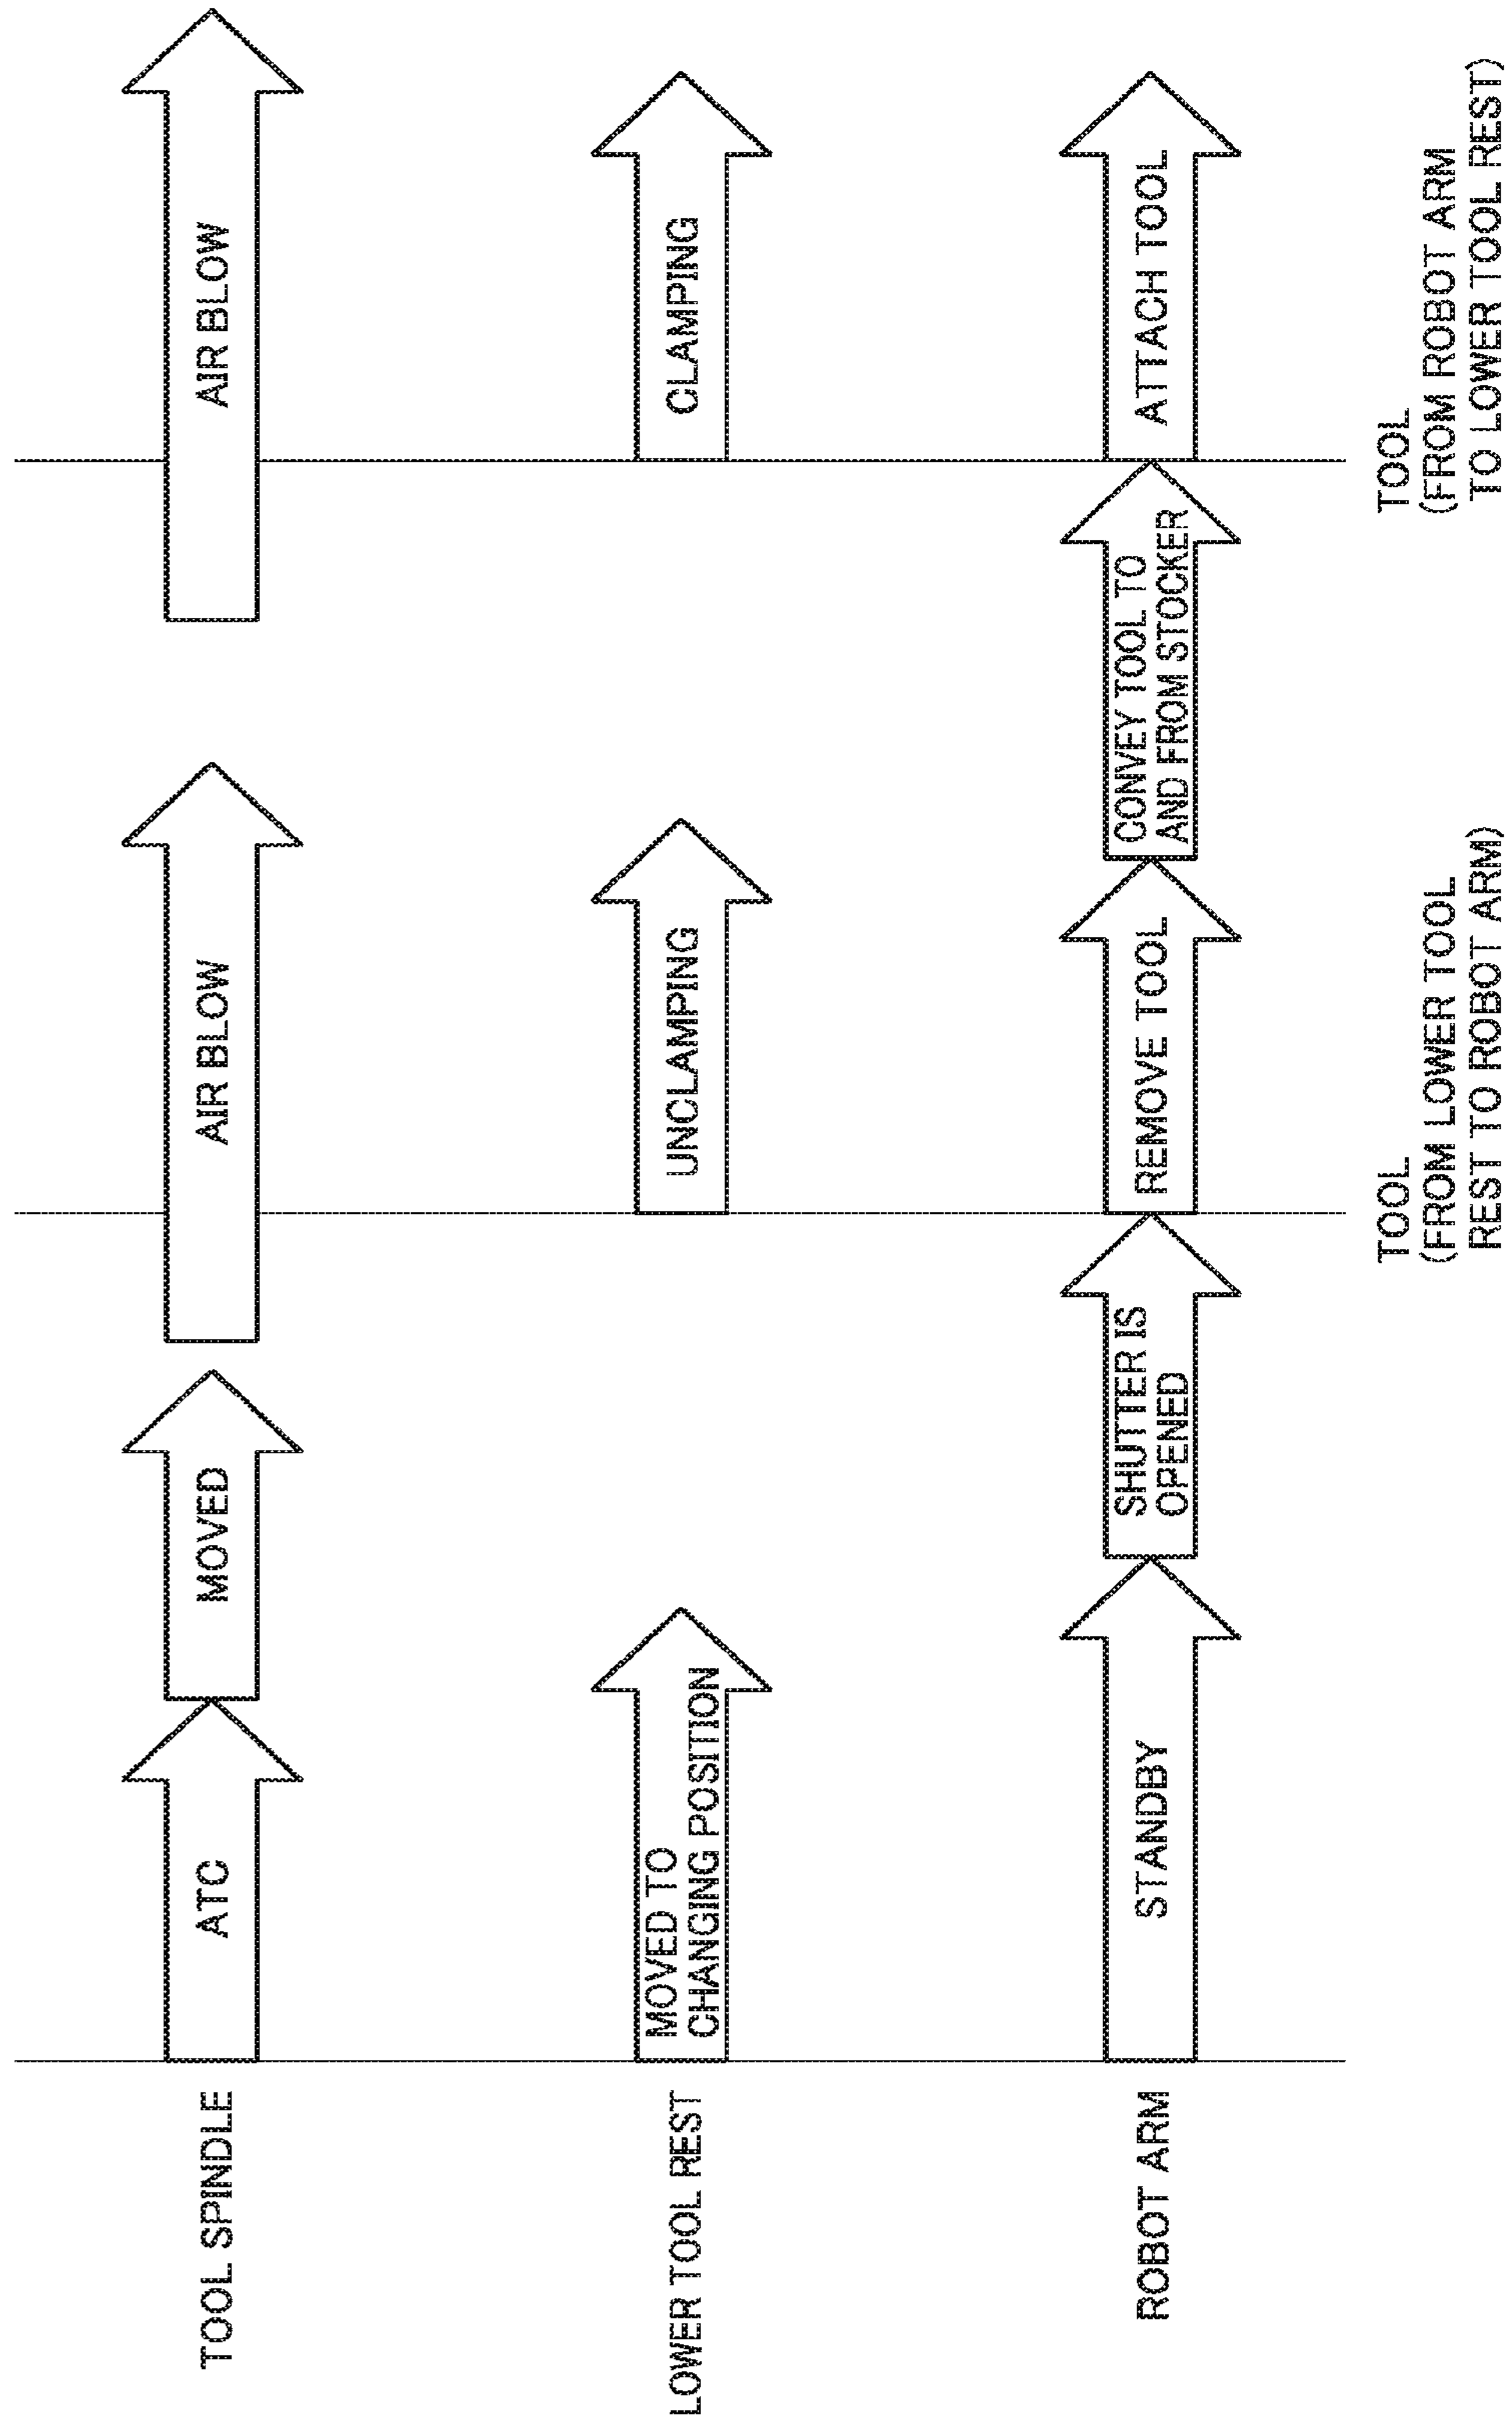 TOOL SPINDLE
ATC
MOVED
AIR BLOW
AIR BLOW
LOWER TOOL REST
MOVED TO
CHANGING POSITION
UNCLAMPING
CLAMPING
ROBOT ARM
STANDBY
SHUTTER IS
OPENED
REMOVE TOOL
CONVEY TOOL TO
AND FROM STOCKER
ATTACH TOOL
TOOL
(FROM LOWER TOOL
REST TO ROBOT ARM)
TOOL
(FROM ROBOT ARM
TO LOWER TOOL REST)